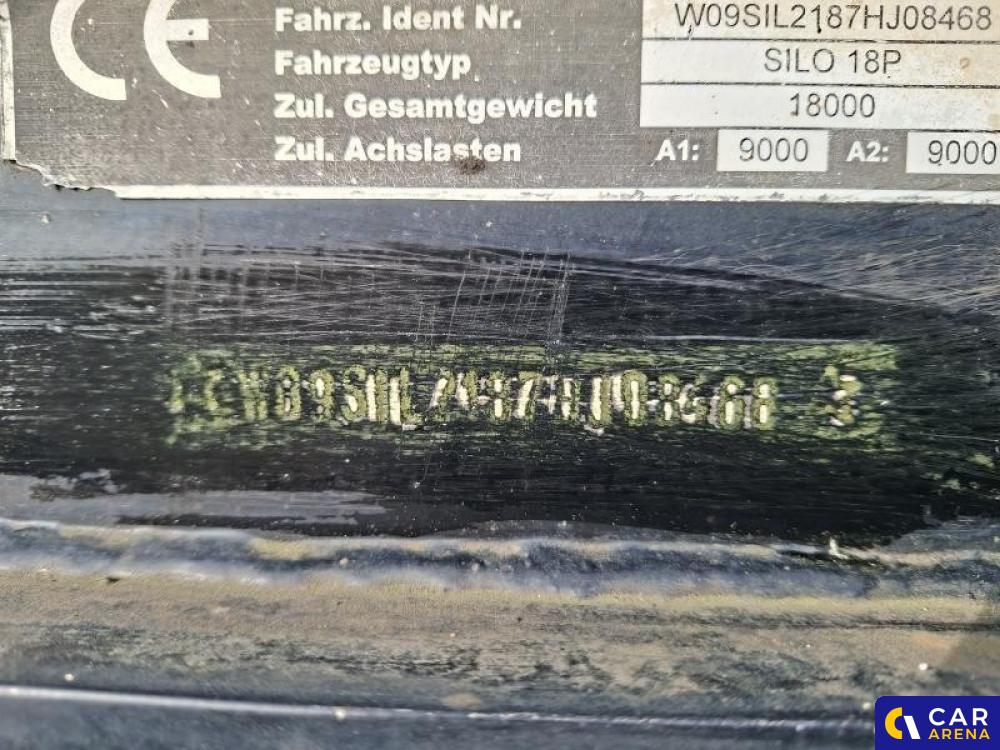 CE
Fahrz. Ident Nr. W09SIL2187HJ08468
Fahrzeugtyp SILO 18P
Zul. Gesamtgewicht 18000
Zul. Achslasten A1: 9000 A2: 9000
W09SIL2187HJ08468
CAR
ARENA